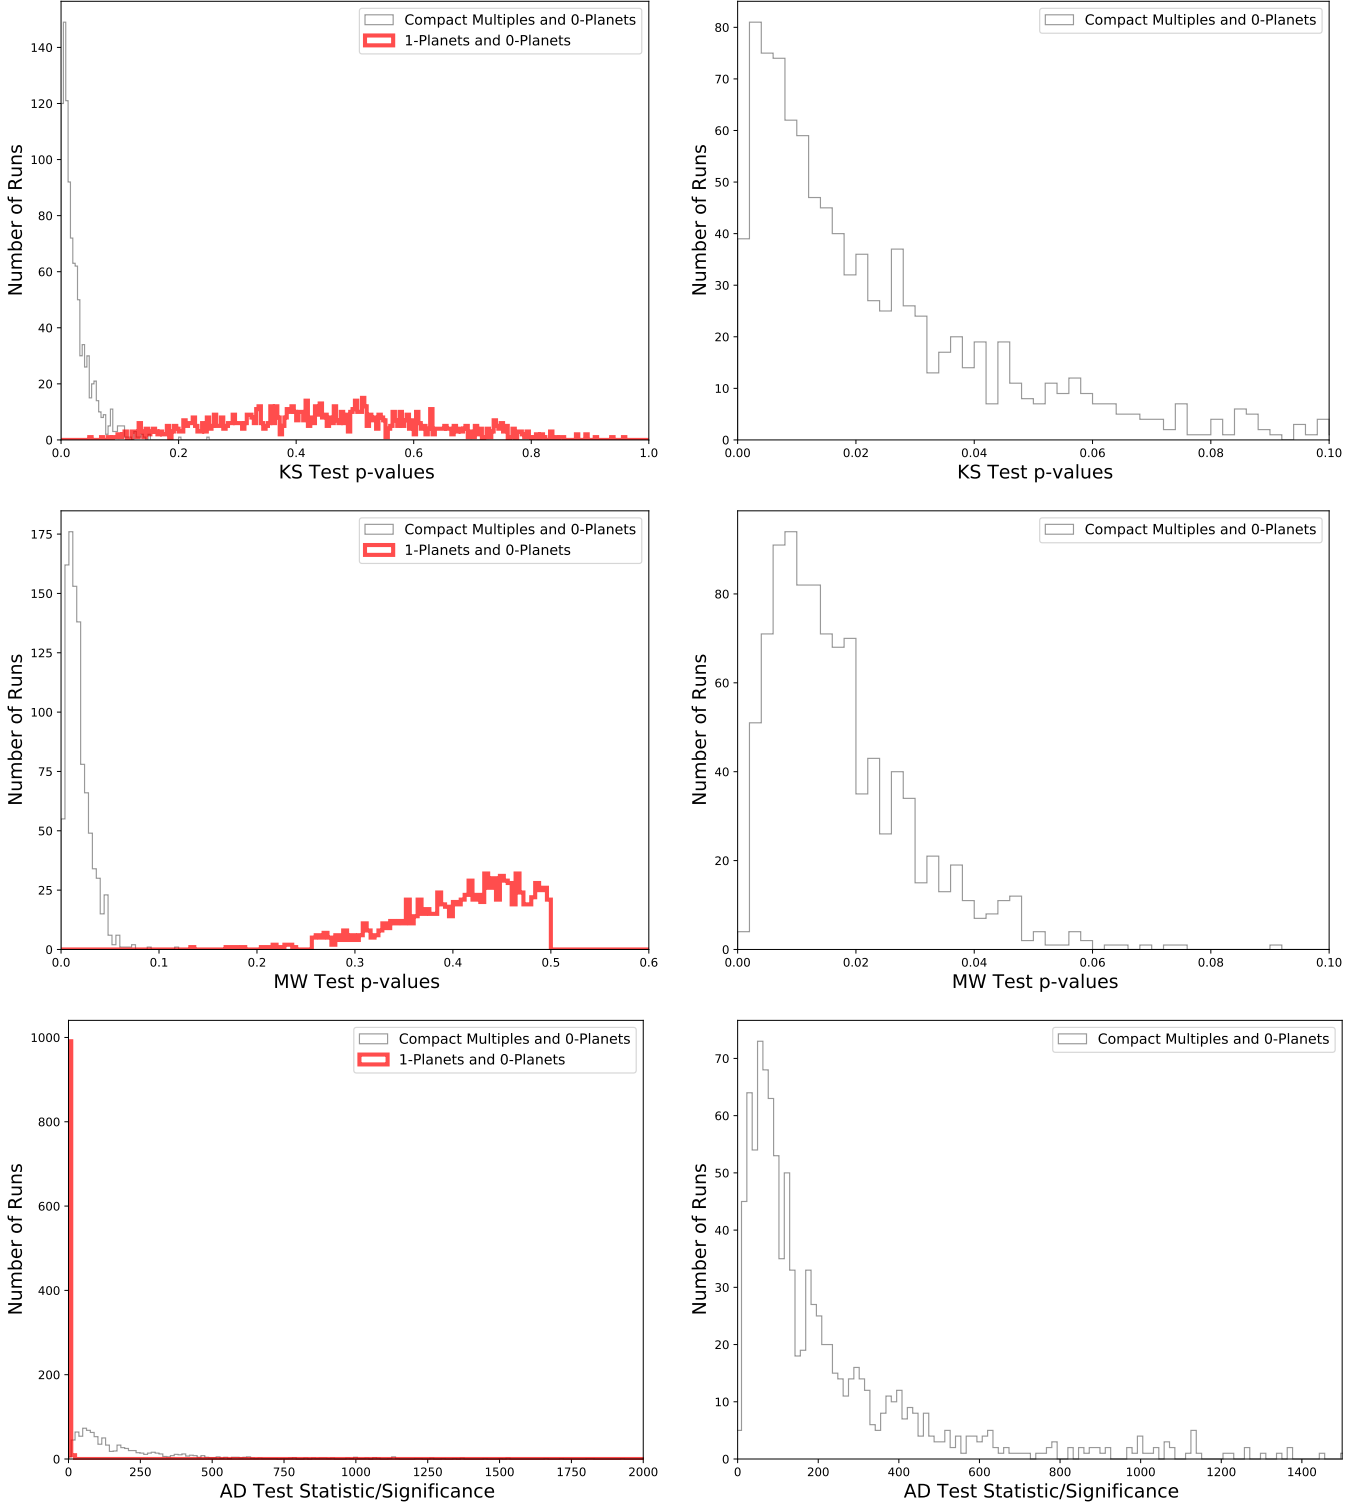 Compact Multiples and 0-Planets
1-Planets and 0-Planets
Number of Runs
140
120
100
80
60
40
20
0
0.0 0.2 0.4 0.6 0.8 1.0
KS Test p-values
Compact Multiples and 0-Planets
Number of Runs
80
70
60
50
40
30
20
10
0
0.00 0.02 0.04 0.06 0.08 0.10
KS Test p-values
Compact Multiples and 0-Planets
1-Planets and 0-Planets
Number of Runs
175
150
125
100
75
50
25
0
0.0 0.1 0.2 0.3 0.4 0.5 0.6
MW Test p-values
Compact Multiples and 0-Planets
Number of Runs
80
60
40
20
0
0.00 0.02 0.04 0.06 0.08 0.10
MW Test p-values
Compact Multiples and 0-Planets
1-Planets and 0-Planets
Number of Runs
1000
800
600
400
200
0
0 250 500 750 1000 1250 1500 1750 2000
AD Test Statistic/Significance
Compact Multiples and 0-Planets
Number of Runs
70
60
50
40
30
20
10
0
0 200 400 600 800 1000 1200 1400
AD Test Statistic/Significance